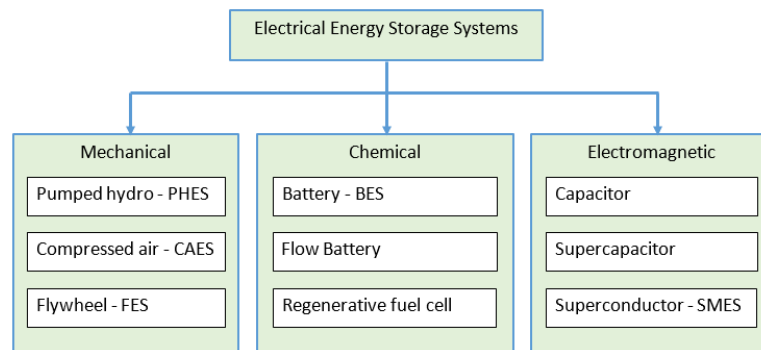 Electrical Energy Storage Systems
Mechanical
Pumped hydro - PHES
Compressed air - CAES
Flywheel - FES
Chemical
Battery - BES
Flow Battery
Regenerative fuel cell
Electromagnetic
Capacitor
Supercapacitor
Superconductor - SMES